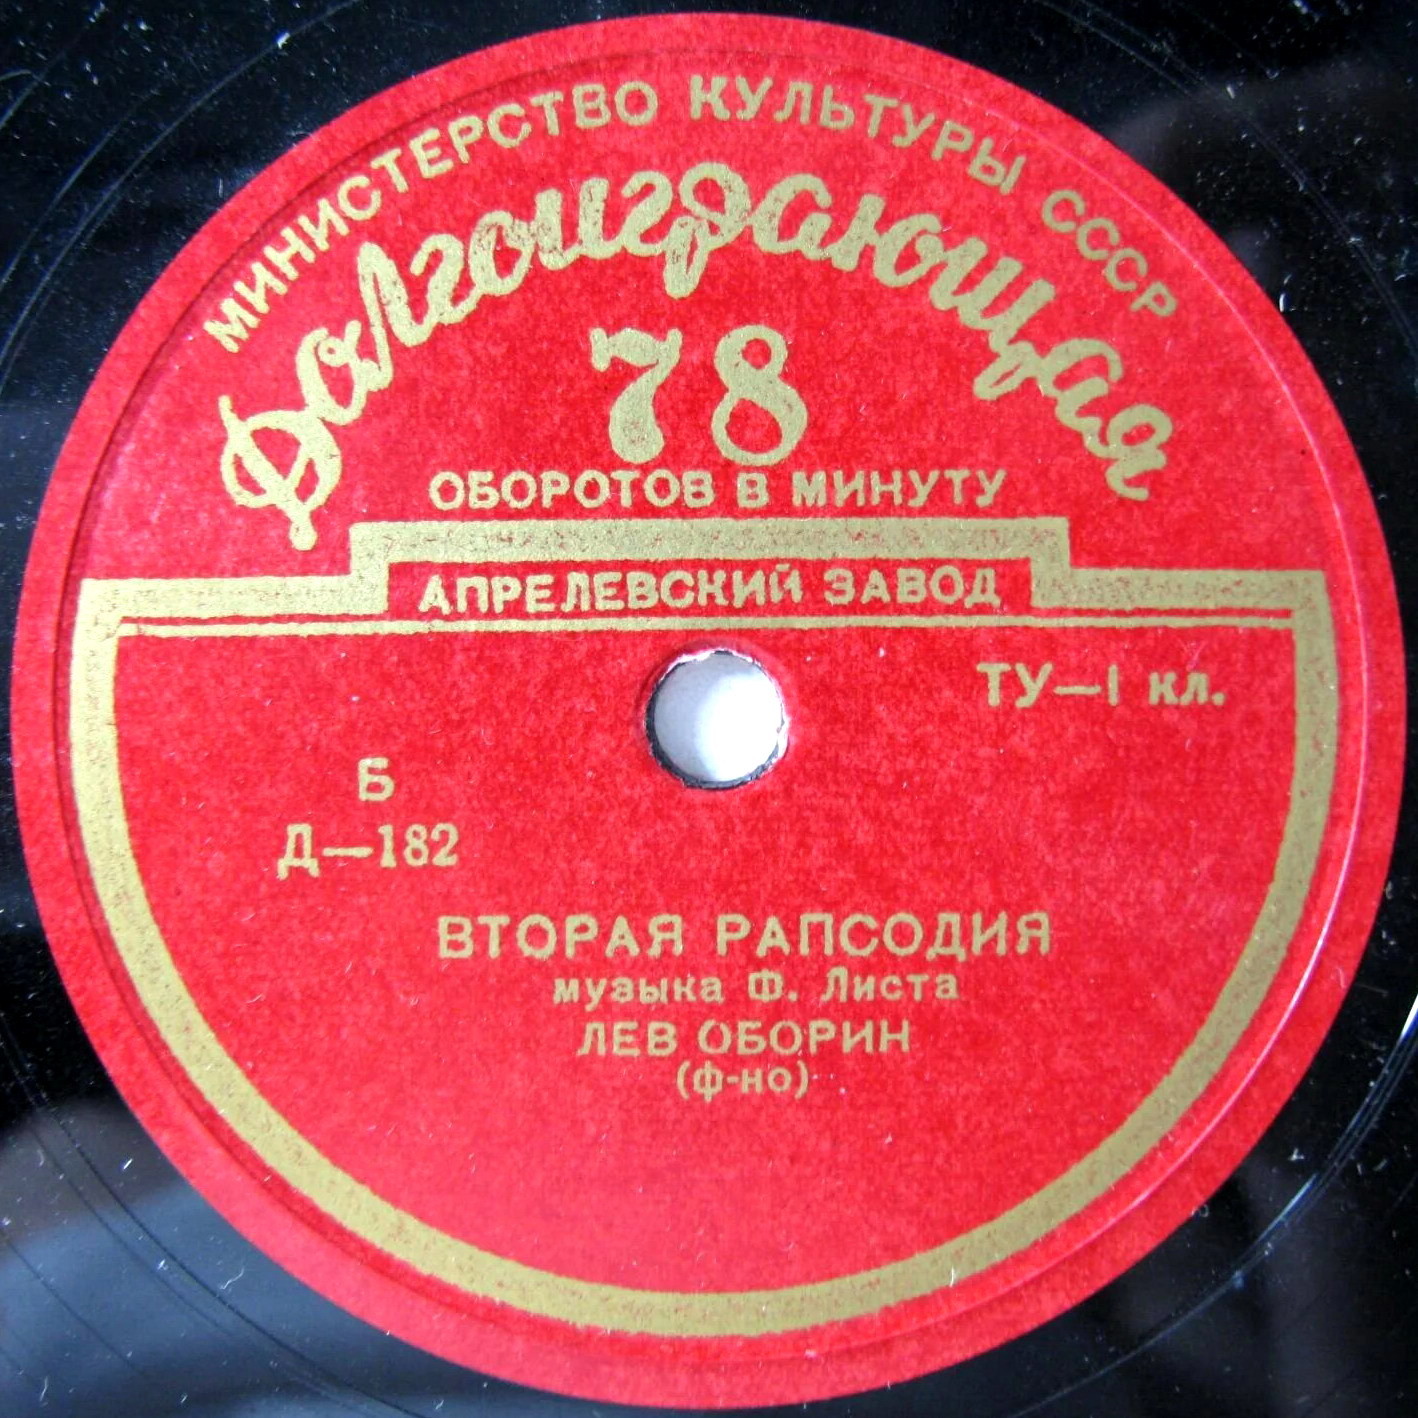 МИНИСТЕРСТВО КУЛЬТУРЫ СССР
Долгоиграющая
78
ОБОРОТОВ В МИНУТУ
АПРЕЛЕВСКИЙ ЗАВОД
ТУ—1 кл.
Б
Д—182
ВТОРАЯ РАПСОДИЯ
музыка Ф. Листа
ЛЕВ ОБОРИН
(ф-но)